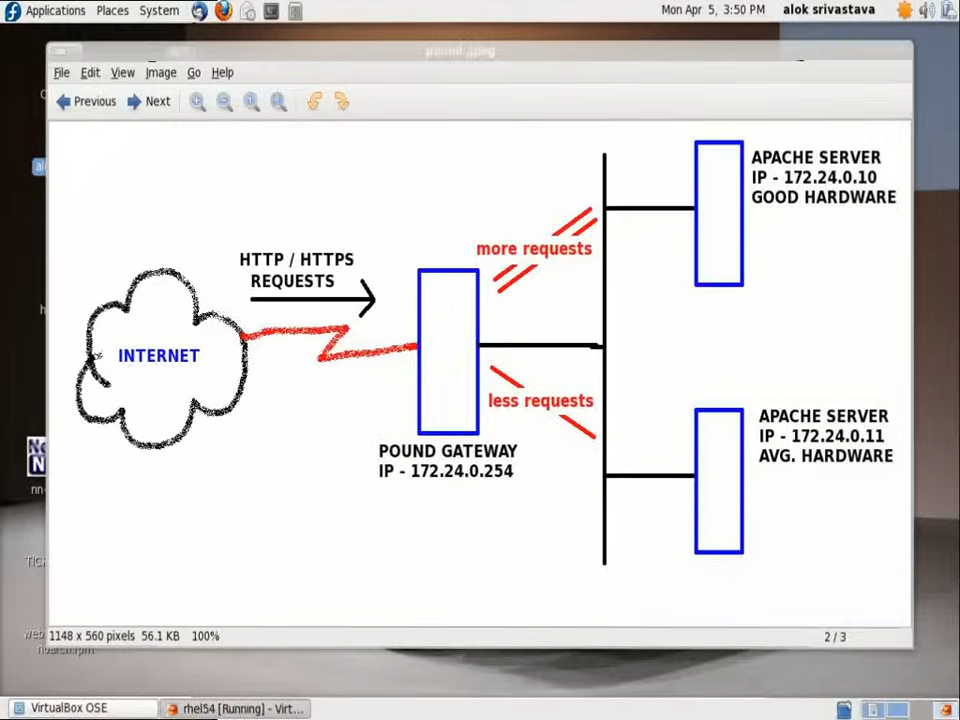 Applications Places System
Mon Apr 5, 3:50 PM alok srivastava
File Edit View Image Go Help
Previous Next
APACHE SERVER
IP - 172.24.0.10
GOOD HARDWARE
more requests
HTTP / HTTPS
REQUESTS
INTERNET
less requests
POUND GATEWAY
IP - 172.24.0.254
APACHE SERVER
IP - 172.24.0.11
AVG. HARDWARE
1148 x 560 pixels 56.1 KB 100%
2 / 3
VirtualBox OSE
rhel54 [Running] - Virt...